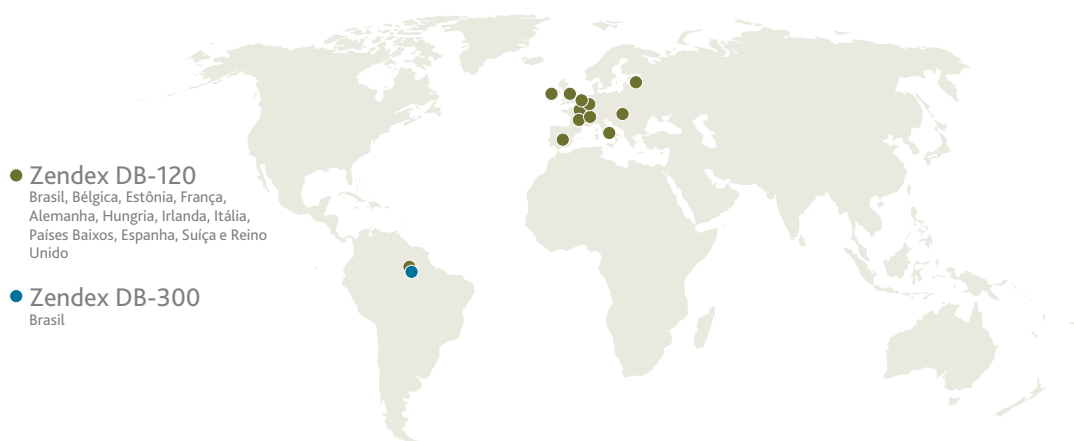 Zendex DB-120
Brasil, Bélgica, Estônia, França,
Alemanha, Hungria, Irlanda, Itália,
Países Baixos, Espanha, Suíça e Reino
Unido
Zendex DB-300
Brasil